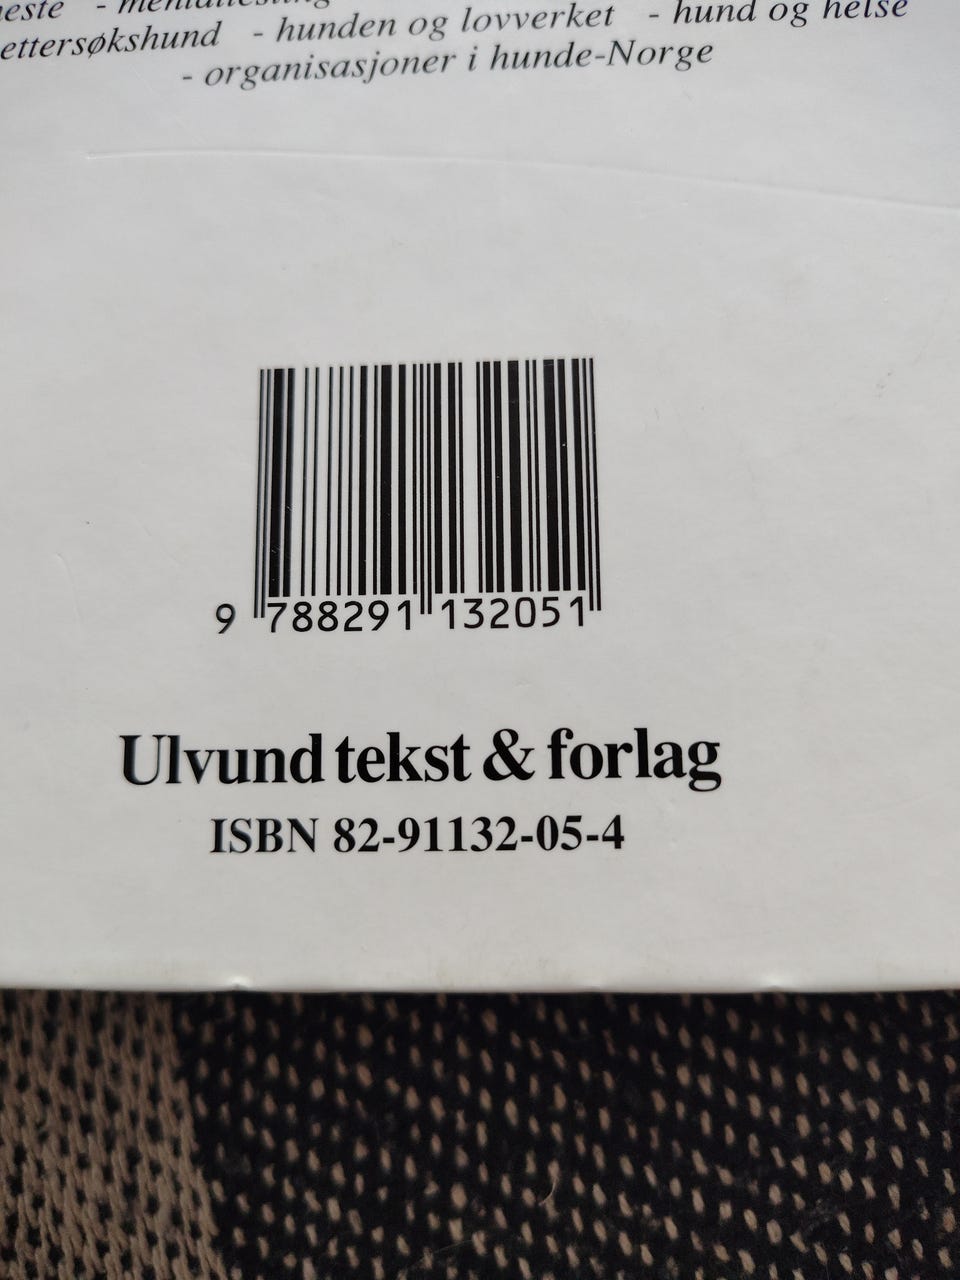 - mentaltesting
ettersøkshund - hunden og lovverket - hund og helse
- organisasjoner i hunde-Norge
9 788291 132051
Ulvund tekst & forlag
ISBN 82-91132-05-4